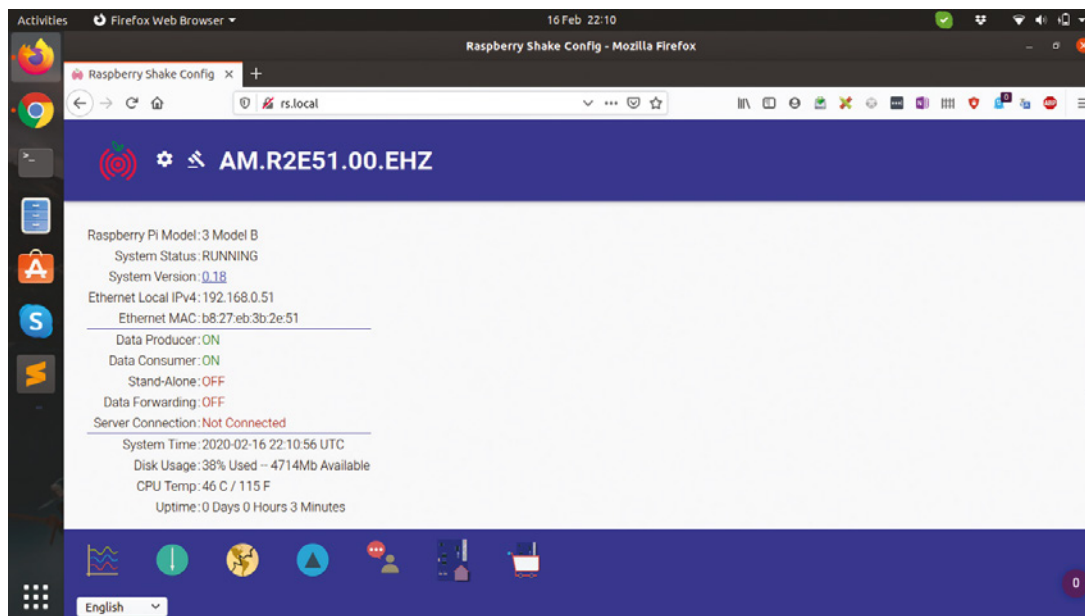 Activities Firefox Web Browser 16 Feb 22:10
Raspberry Shake Config - Mozilla Firefox
Raspberry Shake Config
rs.local
AM.R2E51.00.EHZ
Raspberry Pi Model: 3 Model B
System Status: RUNNING
System Version: 0.18
Ethernet Local IPv4: 192.168.0.51
Ethernet MAC: b8:27:eb:3b:2e:51
Data Producer: ON
Data Consumer: ON
Stand-Alone: OFF
Data Forwarding: OFF
Server Connection: Not Connected
System Time: 2020-02-16 22:10:56 UTC
Disk Usage: 38% Used -- 4714Mb Available
CPU Temp: 46 C / 115 F
Uptime: 0 Days 0 Hours 3 Minutes
0
English